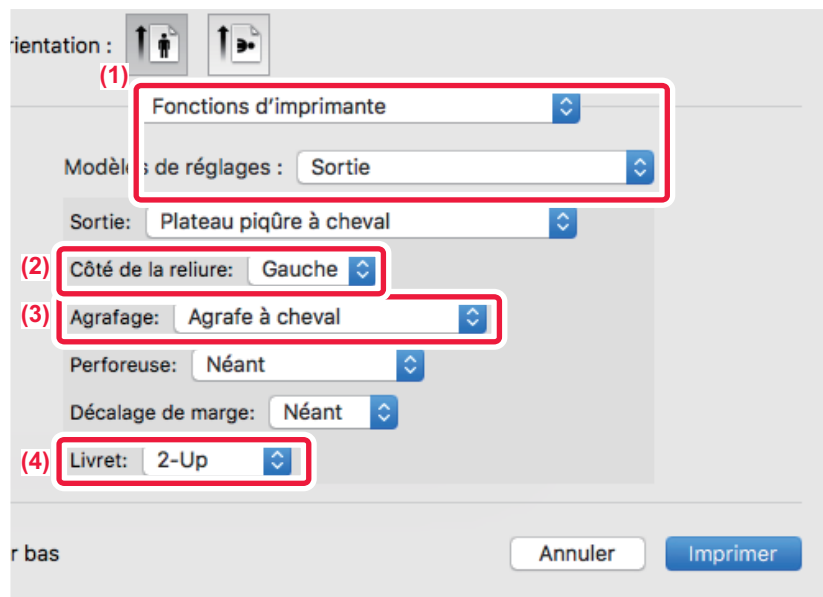 rientation :
(1)
Fonctions d'imprimante
Modèles de réglages : Sortie
Sortie: Plateau piqûre à cheval
(2) Côté de la reliure: Gauche
(3) Agrafage: Agrafe à cheval
Perforeuse: Néant
Décalage de marge: Néant
(4) Livret: 2-Up
r bas Annuler Imprimer